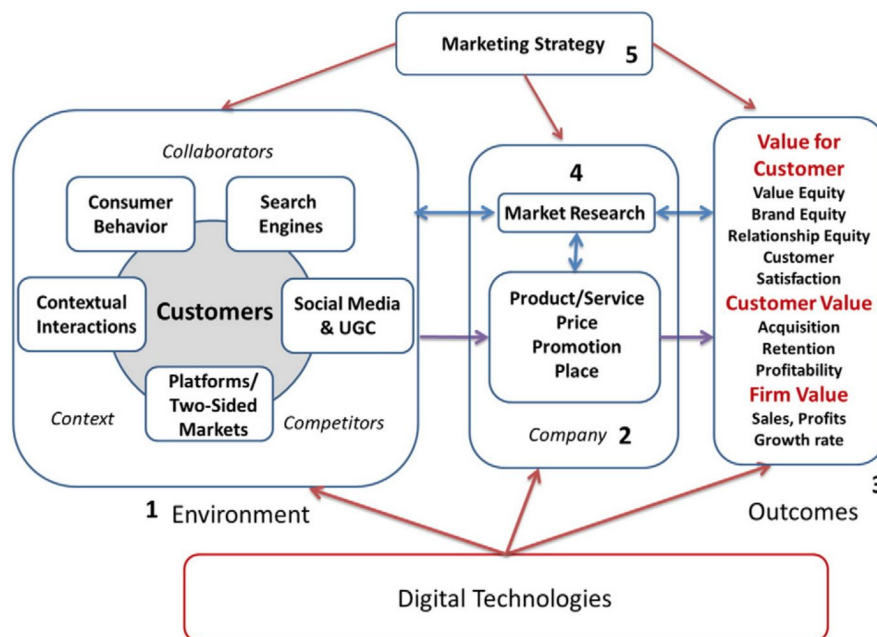 Marketing Strategy
5
Collaborators
Consumer
Behavior
Search
Engines
Contextual
Interactions
Customers
Social Media
& UGC
Platforms/
Two-Sided
Markets
Context
Competitors
1 Environment
4
Market Research
Product/Service
Price
Promotion
Place
Company 2
Value for
Customer
Value Equity
Brand Equity
Relationship Equity
Customer
Satisfaction
Customer Value
Acquisition
Retention
Profitability
Firm Value
Sales, Profits
Growth rate
3
Outcomes
Digital Technologies